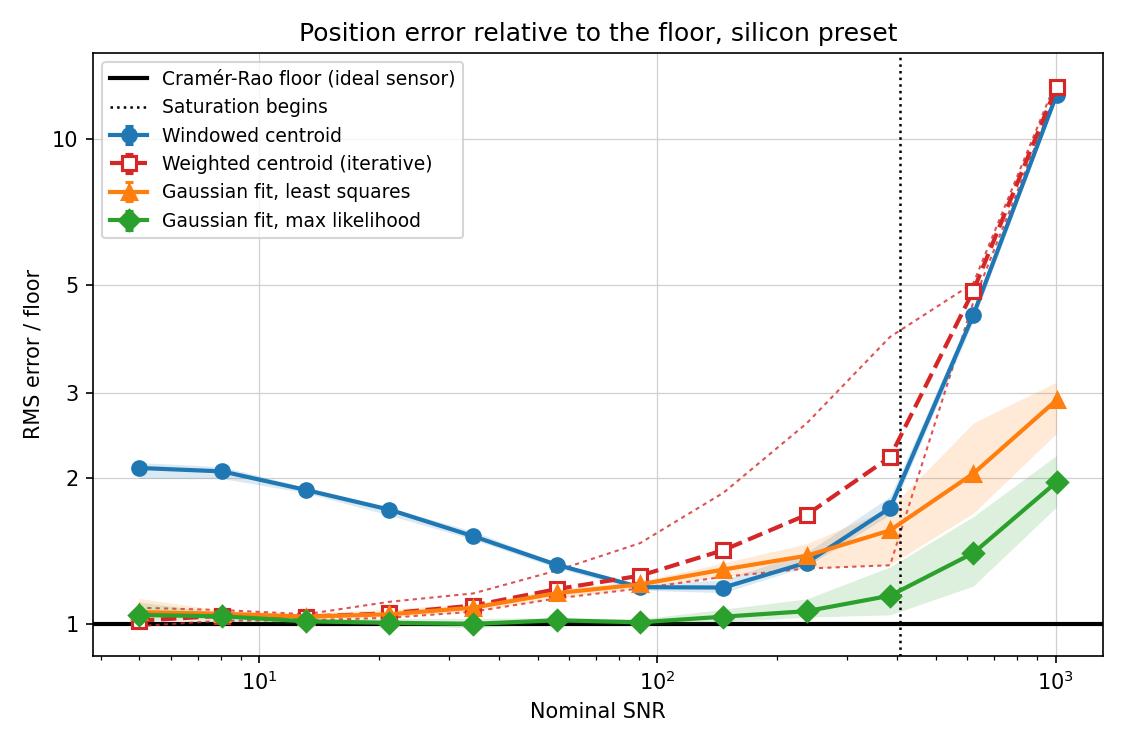 Position error relative to the floor, silicon preset
Cramér-Rao floor (ideal sensor)
Saturation begins
Windowed centroid
Weighted centroid (iterative)
Gaussian fit, least squares
Gaussian fit, max likelihood
RMS error / floor
10
5
3
2
1
10¹
10²
10³
Nominal SNR